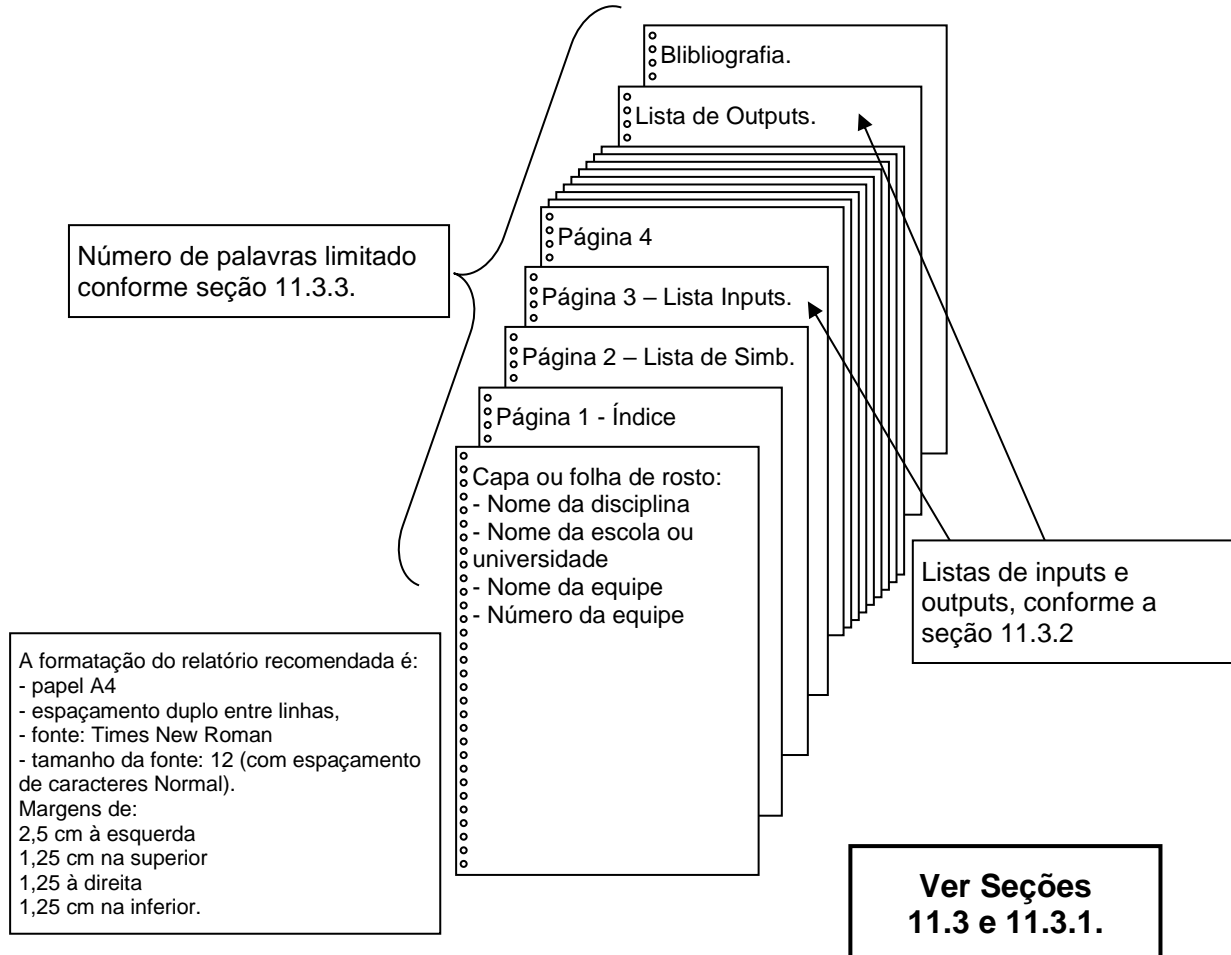 Blibliografia.
Lista de Outputs.
Número de palavras limitado
conforme seção 11.3.3.
Página 4
Página 3 – Lista Inputs.
Página 2 – Lista de Simb.
Página 1 - Índice
Capa ou folha de rosto:
- Nome da disciplina
- Nome da escola ou
universidade
- Nome da equipe
- Número da equipe
Listas de inputs e
outputs, conforme a
seção 11.3.2
A formatação do relatório recomendada é:
- papel A4
- espaçamento duplo entre linhas,
- fonte: Times New Roman
- tamanho da fonte: 12 (com espaçamento
de caracteres Normal).
Margens de:
2,5 cm à esquerda
1,25 cm na superior
1,25 à direita
1,25 cm na inferior.
Ver Seções
11.3 e 11.3.1.